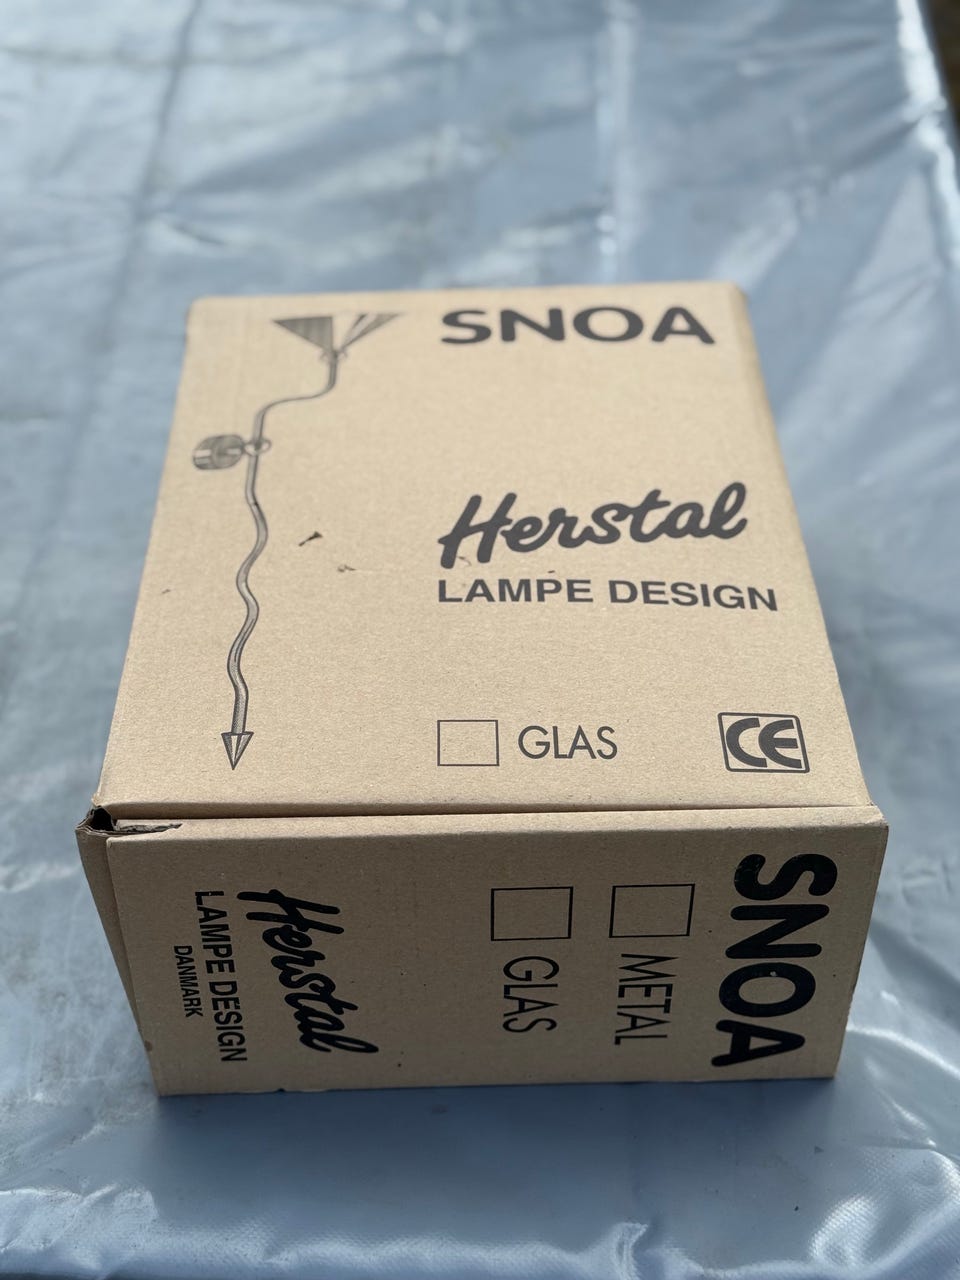 SNOA
Herstal
LAMPE DESIGN
GLAS
CE
SNOA
METAL
GLAS
Herstal
LAMPE DESIGN
DANMARK